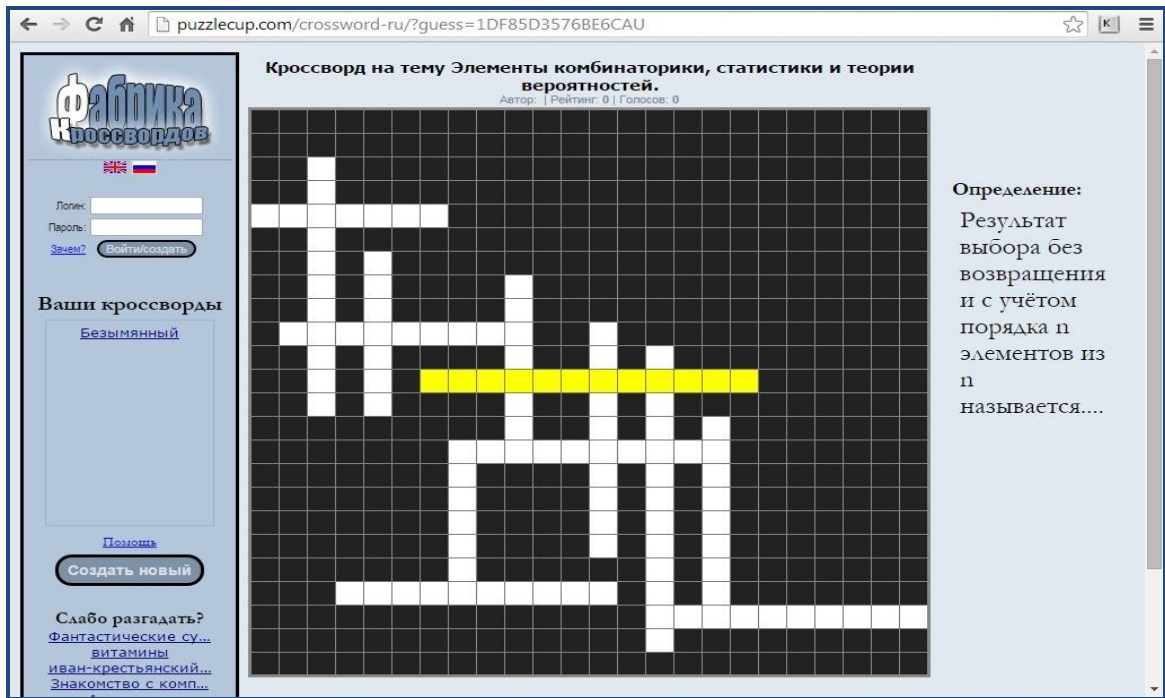 puzzlecup.com/crossword-ru/?guess=1DF85D3576BE6CAU
K
Фабрика
Кроссвордов
Логин:
Пароль:
Зачем?
Войти/создать
Ваши кроссворды
Безымянный
Помощь
Создать новый
Слабо разгадать?
Фантастические су...
витамины
иван-крестьянский...
Знакомство с комп...
Кроссворд на тему Элементы комбинаторики, статистики и теории
вероятностей.
Автор: | Рейтинг: 0 | Голосов: 0
Определение:
Результат
выбора без
возвращения
и с учётом
порядка n
элементов из
n
называется....